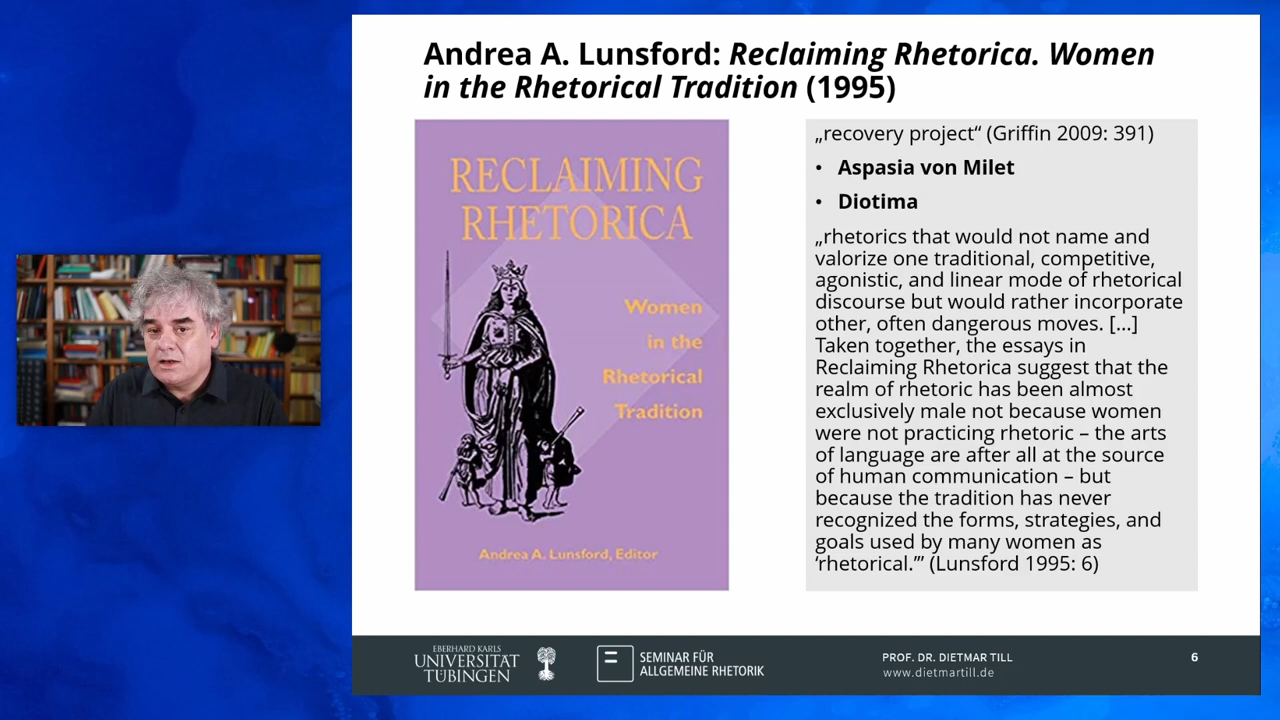 Andrea A. Lunsford: Reclaiming Rhetorica. Women
in the Rhetorical Tradition (1995)
RECLAIMING
RHETORICA
Women
in the
Rhetorical
Tradition
Andrea A. Lunsford, Editor
„recovery project“ (Griffin 2009: 391)
• Aspasia von Milet
• Diotima
„rhetorics that would not name and
valorize one traditional, competitive,
agonistic, and linear mode of rhetorical
discourse but would rather incorporate
other, often dangerous moves. [...]
Taken together, the essays in
Reclaiming Rhetorica suggest that the
realm of rhetoric has been almost
exclusively male not because women
were not practicing rhetoric – the arts
of language are after all at the source
of human communication – but
because the tradition has never
recognized the forms, strategies, and
goals used by many women as
‘rhetorical.’” (Lunsford 1995: 6)
EBERHARD KARLS
UNIVERSITÄT
TÜBINGEN
SEMINAR FÜR
ALLGEMEINE RHETORIK
PROF. DR. DIETMAR TILL
www.dietmartill.de
6